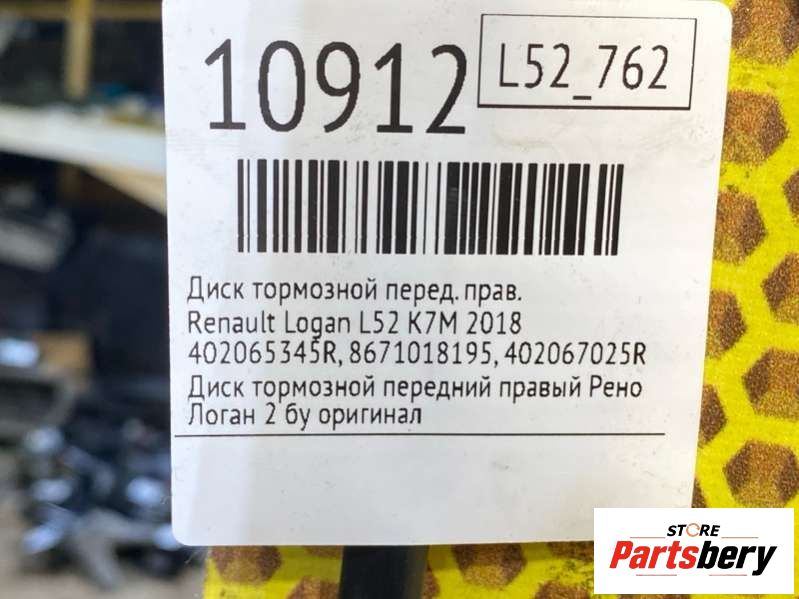 10912
L52_762
Диск тормозной перед. прав.
Renault Logan L52 K7M 2018
402065345R, 8671018195, 402067025R
Диск тормозной передний правый Рено
Логан 2 бу оригинал
STORE
Partsbery